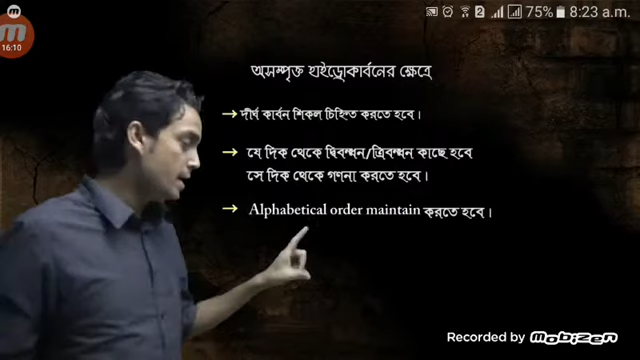 75% 8:23 a.m.
16:10
অসম্পৃক্ত হাইড্রোকার্বনের ক্ষেত্রে
দীর্ঘ কার্বন শিকল চিহ্নিত করতে হবে।
যে দিক থেকে দ্বিবন্ধন/ত্রিবন্ধন কাছে হবে
সে দিক থেকে গণনা করতে হবে।
Alphabetical order maintain করতে হবে।
Recorded by mobizen